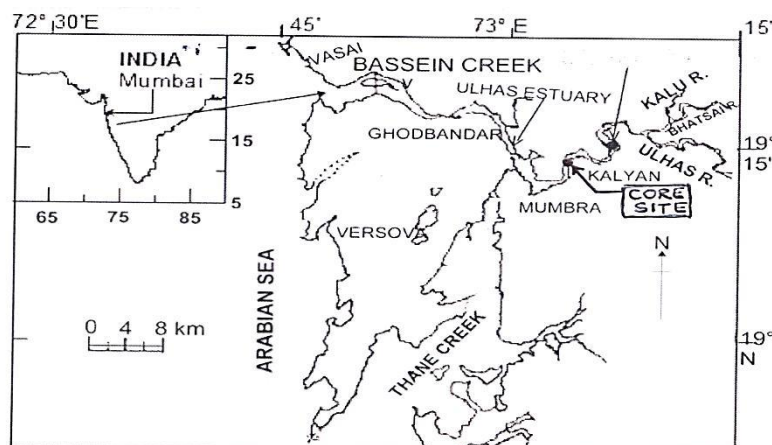 72° 30'E
45'
73° E
15'
INDIA
Mumbai
25
15
5
65
75
85
VASAI
BASSEIN CREEK
ULHAS ESTUARY
GHODBANDAR
KALU R.
BHATSAI R.
ULHAS R.
19°
15'
KALYAN
MUMBRA
CORE
SITE
VERSOVA
N
ARABIAN SEA
0 4 8 km
THANE CREEK
19°
N